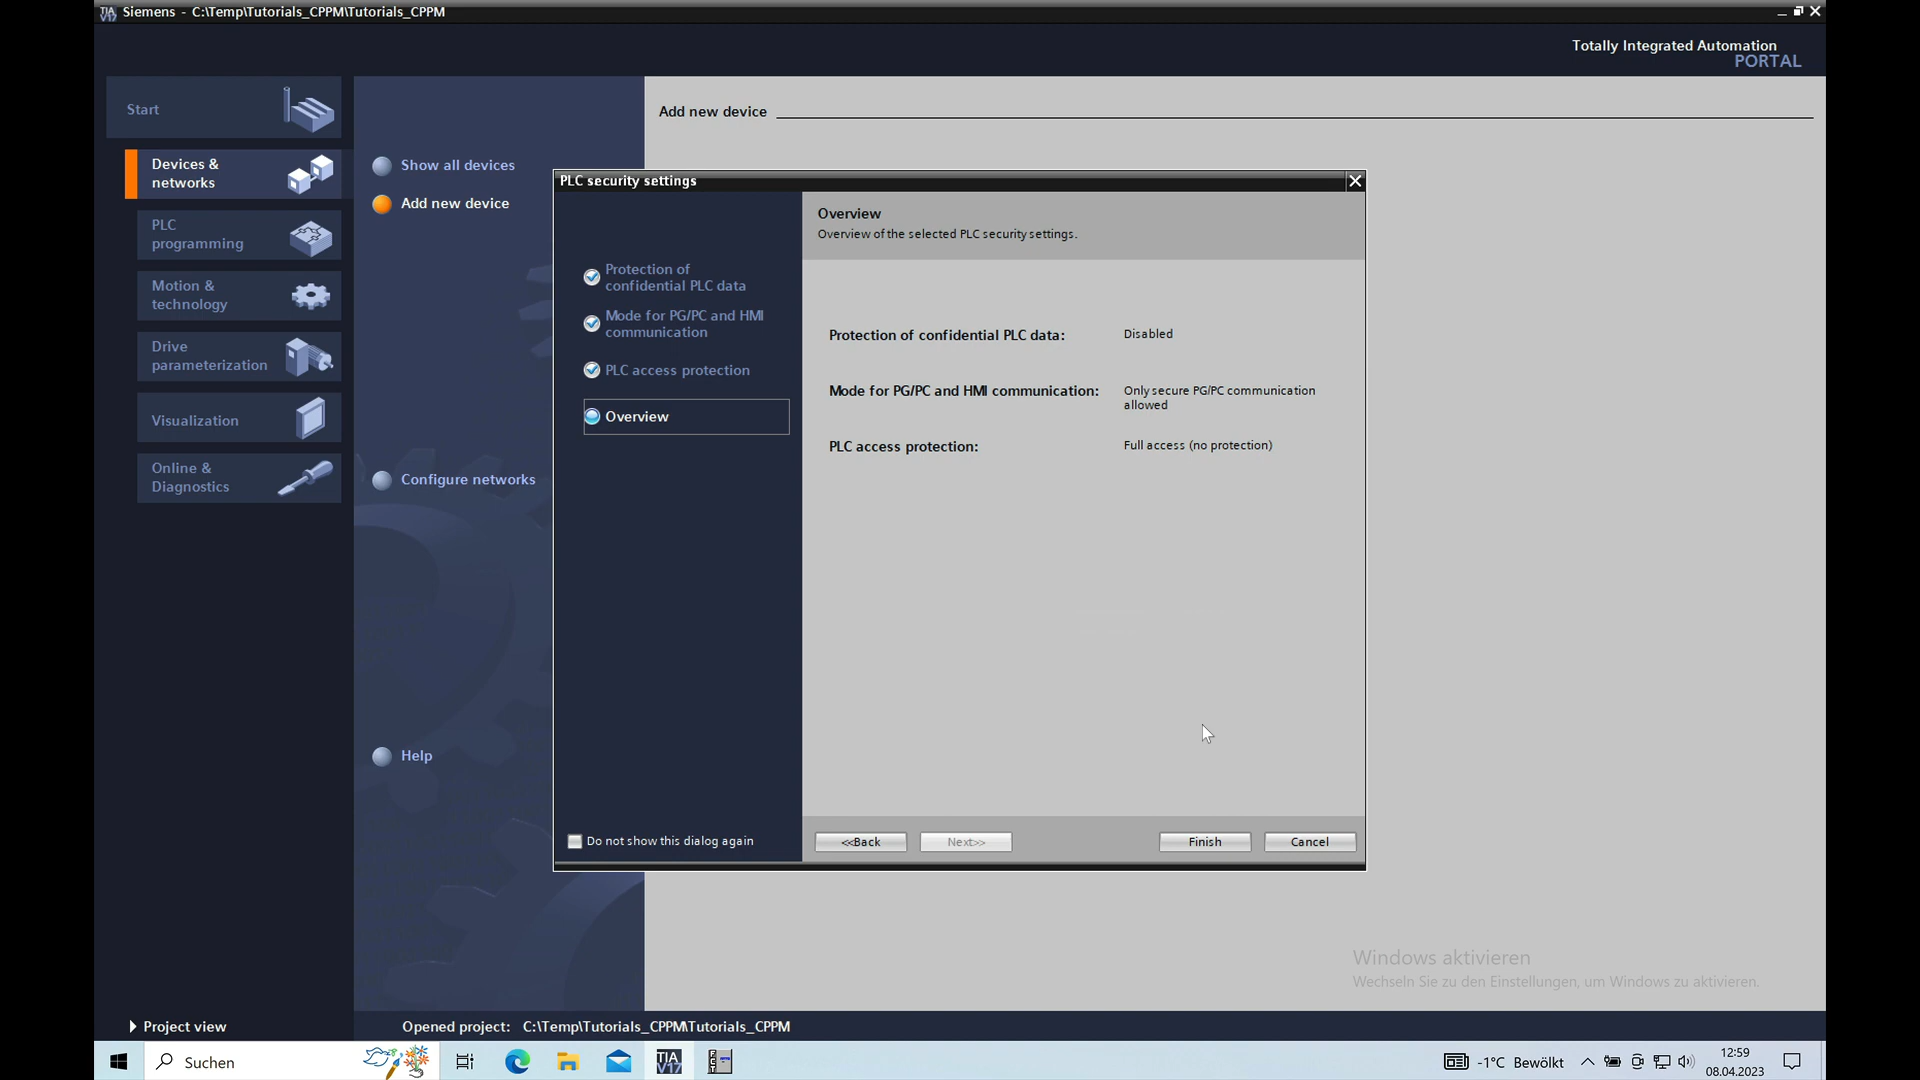 Siemens - C:\Temp\Tutorials_CPPM\Tutorials_CPPM
Totally Integrated Automation
PORTAL
Start
Devices &
networks
PLC
programming
Motion &
technology
Drive
parameterization
Visualization
Online &
Diagnostics
Show all devices
Add new device
Configure networks
Help
Add new device
PLC security settings
Protection of
confidential PLC data
Mode for PG/PC and HMI
communication
PLC access protection
Overview
Do not show this dialog again
Overview
Overview of the selected PLC security settings.
Protection of confidential PLC data: Disabled
Mode for PG/PC and HMI communication: Only secure PG/PC communication
allowed
PLC access protection: Full access (no protection)
<<Back
Next>>
Finish
Cancel
Windows aktivieren
Wechseln Sie zu den Einstellungen, um Windows zu aktivieren.
Project view
Opened project: C:\Temp\Tutorials_CPPM\Tutorials_CPPM
Suchen
TIA
V17
FCT
-1°C Bewölkt
12:59
08.04.2023